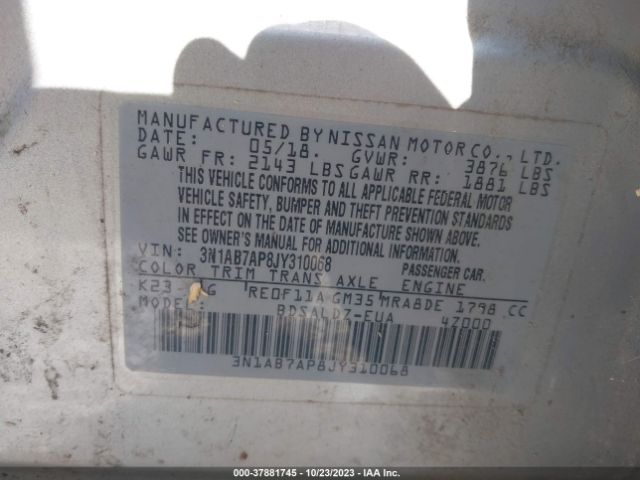 MANUFACTURED BY NISSAN MOTOR CO., LTD.
DATE: 05/18. GVWR: 3876 LBS
GAWR FR: 2143 LBS GAWR RR: 1881 LBS
THIS VEHICLE CONFORMS TO ALL APPLICABLE FEDERAL MOTOR
VEHICLE SAFETY, BUMPER AND THEFT PREVENTION STANDARDS
IN EFFECT ON THE DATE OF MANUFACTURE SHOWN ABOVE.
SEE OWNER'S MANUAL FOR ADDITIONAL INFORMATION.
VIN: 3N1AB7AP8JY310068 PASSENGER CAR.
COLOR TRIM TRANS AXLE ENGINE
K23 G RE0F11A GM35 MRA8DE 1798 CC
MODEL: BDSALDZ-EUA 4Z000
3N1AB7AP8JY310068
000-37881745 | 10/23/2023 | IAA Inc.